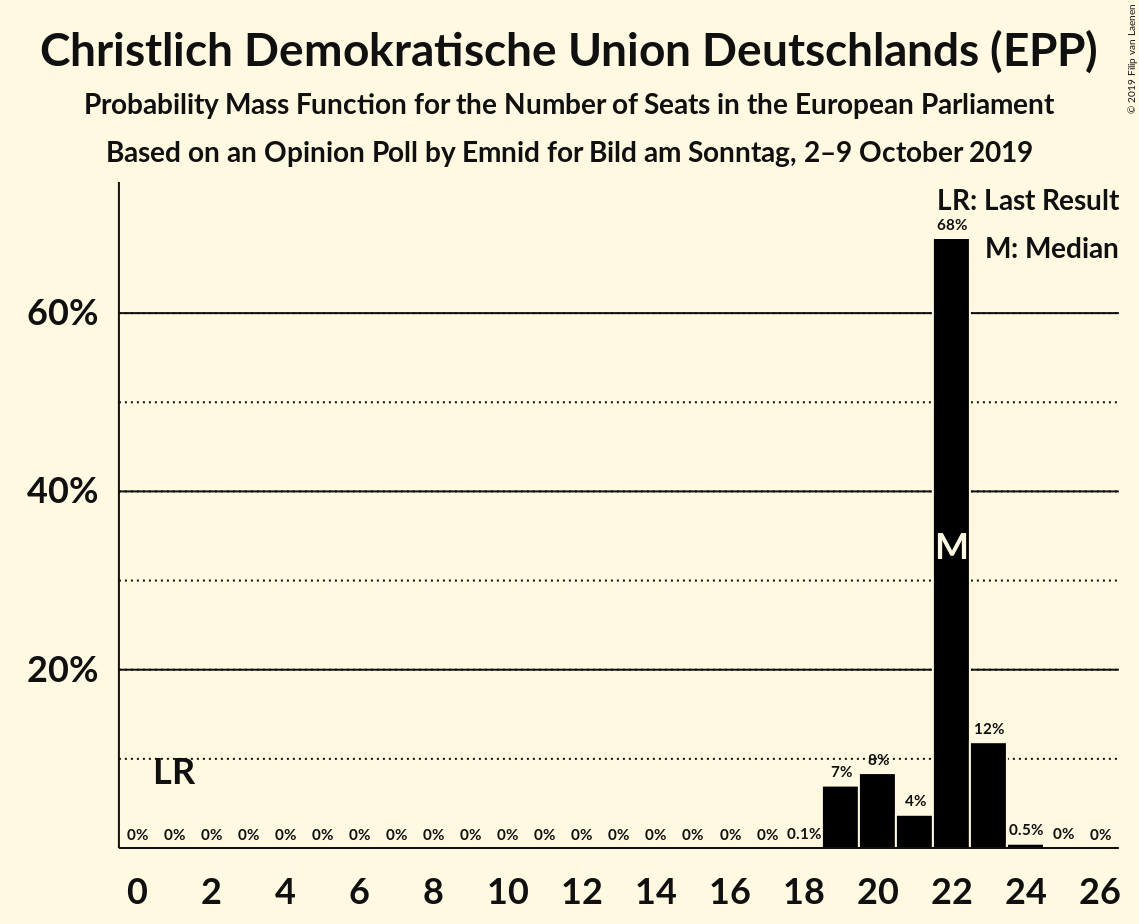 Christlich Demokratische Union Deutschlands (EPP)
Probability Mass Function for the Number of Seats in the European Parliament
Based on an Opinion Poll by Emnid for Bild am Sonntag, 2–9 October 2019
© 2019 Filip van Laenen
LR: Last Result
M: Median
68%
60%
40%
M
20%
12%
LR
7%
8%
4%
0% 0% 0% 0% 0% 0% 0% 0% 0% 0% 0% 0% 0% 0% 0% 0% 0% 0% 0.1% 0.5% 0% 0%
0 2 4 6 8 10 12 14 16 18 20 22 24 26